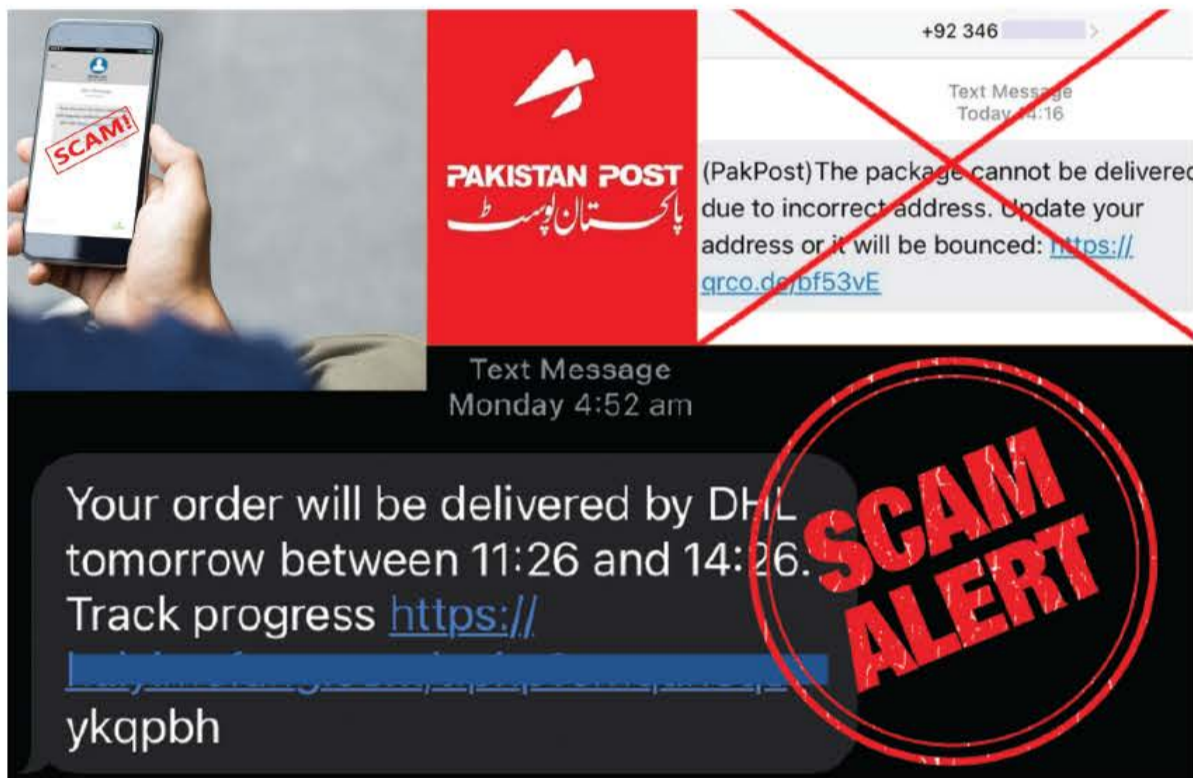 SCAM!
PAKISTAN POST
پاکستان پوسٹ
+92 346
Text Message
Today 14:16
(PakPost)The package cannot be delivered
due to incorrect address. Update your
address or it will be bounced: https://
qrco.de/bf53vE
Text Message
Monday 4:52 am
Your order will be delivered by DHL
tomorrow between 11:26 and 14:26.
Track progress https://
ykqpbh
SCAM
ALERT